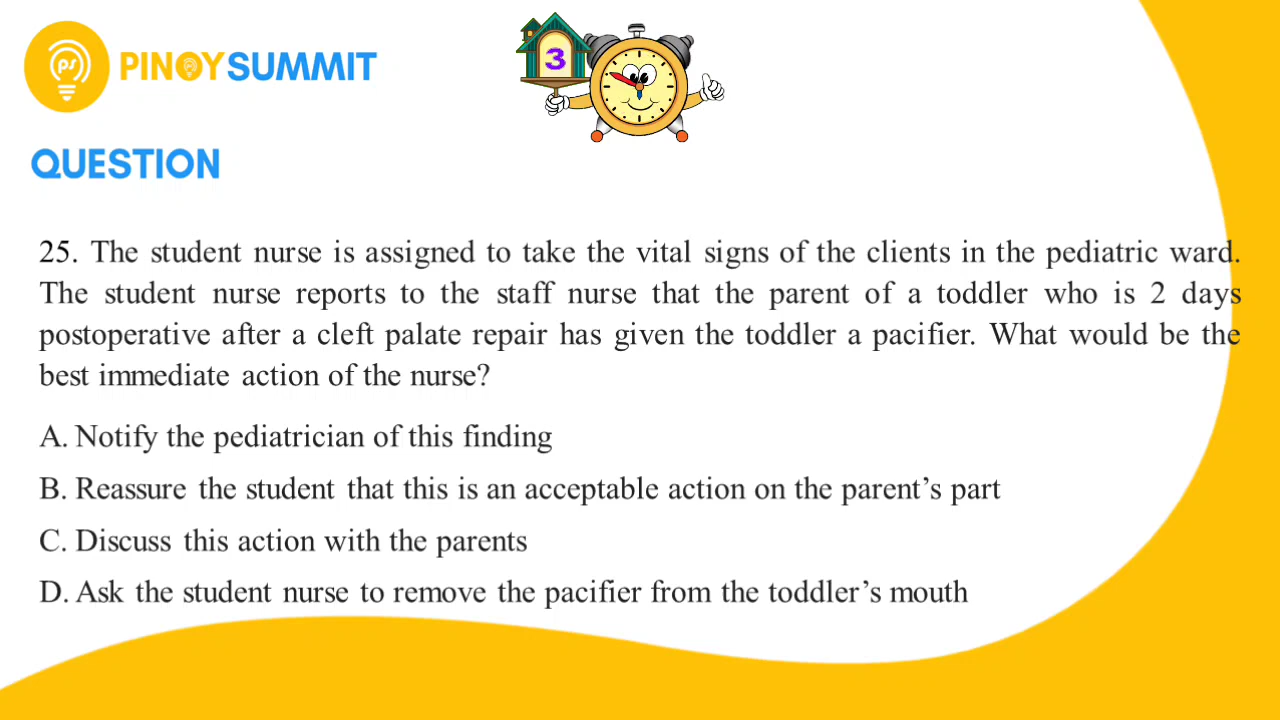 PINOYSUMMIT
3
QUESTION
25. The student nurse is assigned to take the vital signs of the clients in the pediatric ward.
The student nurse reports to the staff nurse that the parent of a toddler who is 2 days
postoperative after a cleft palate repair has given the toddler a pacifier. What would be the
best immediate action of the nurse?
A. Notify the pediatrician of this finding
B. Reassure the student that this is an acceptable action on the parent’s part
C. Discuss this action with the parents
D. Ask the student nurse to remove the pacifier from the toddler’s mouth